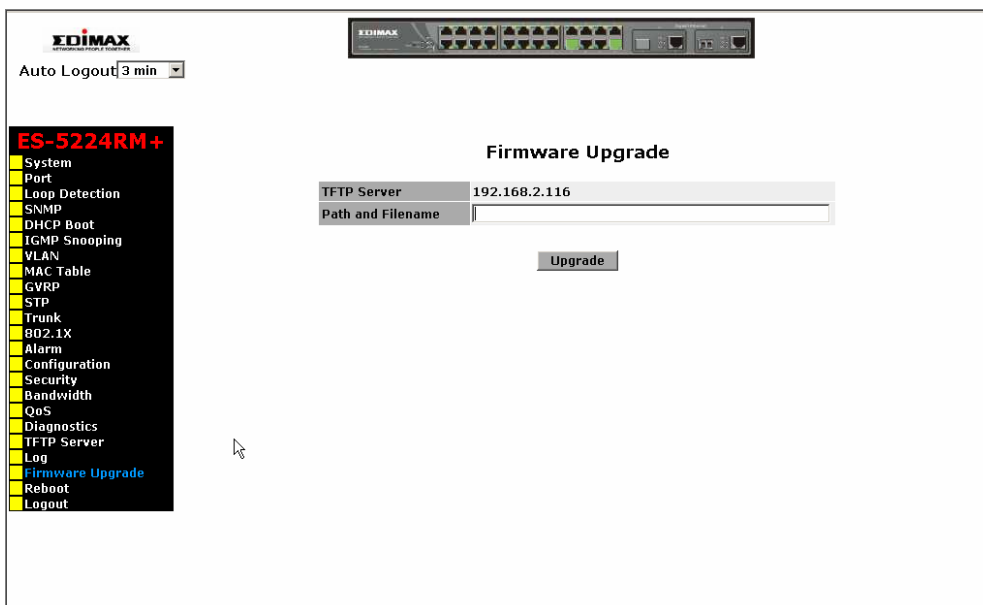 EDIMAX
NETWORKING PEOPLE TOGETHER
EDIMAX
Auto Logout 3 min
ES-5224RM+
System
Port
Loop Detection
SNMP
DHCP Boot
IGMP Snooping
VLAN
MAC Table
GVRP
STP
Trunk
802.1X
Alarm
Configuration
Security
Bandwidth
QoS
Diagnostics
TFTP Server
Log
Firmware Upgrade
Reboot
Logout
Firmware Upgrade
TFTP Server 192.168.2.116
Path and Filename
Upgrade